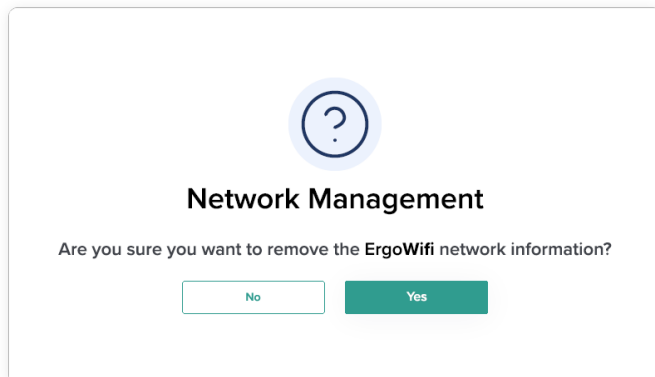 Network Management
Are you sure you want to remove the ErgoWifi network information?
No
Yes